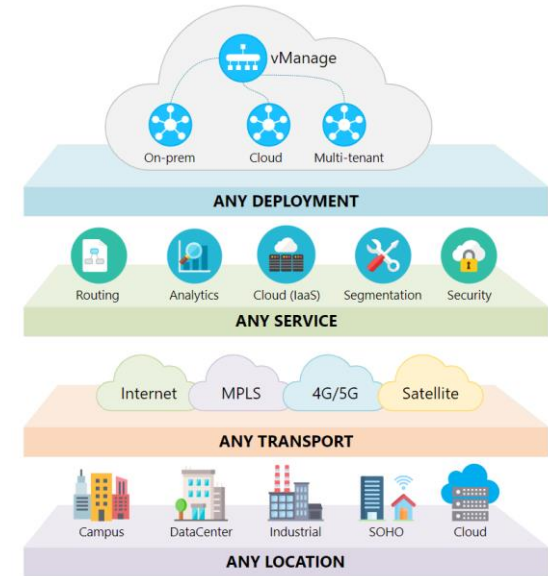 vManage
On-prem Cloud Multi-tenant
ANY DEPLOYMENT
Routing Analytics Cloud (IaaS) Segmentation Security
ANY SERVICE
Internet MPLS 4G/5G Satellite
ANY TRANSPORT
Campus DataCenter Industrial SOHO Cloud
ANY LOCATION